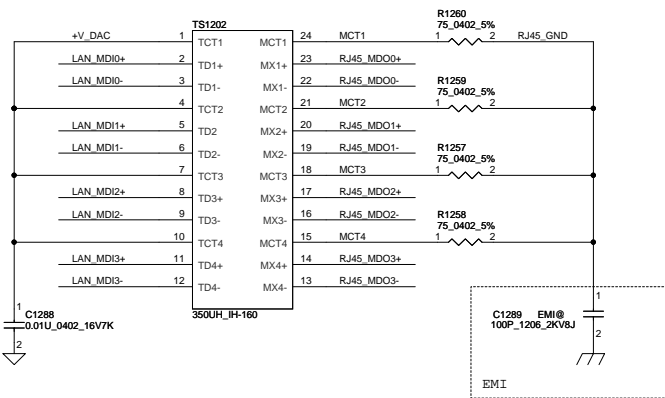 R1260
75_0402_5%
TS1202
+V_DAC 1 TCT1 MCT1 24 MCT1 1 2 RJ45_GND
LAN_MDI0+ 2 TD1+ MX1+ 23 RJ45_MDO0+
LAN_MDI0- 3 TD1- MX1- 22 RJ45_MDO0-
R1259
75_0402_5%
4 TCT2 MCT2 21 MCT2 1 2
LAN_MDI1+ 5 TD2 MX2+ 20 RJ45_MDO1+
LAN_MDI1- 6 TD2- MX2- 19 RJ45_MDO1-
R1257
75_0402_5%
7 TCT3 MCT3 18 MCT3 1 2
LAN_MDI2+ 8 TD3+ MX3+ 17 RJ45_MDO2+
LAN_MDI2- 9 TD3- MX3- 16 RJ45_MDO2-
R1258
75_0402_5%
10 TCT4 MCT4 15 MCT4 1 2
LAN_MDI3+ 11 TD4+ MX4+ 14 RJ45_MDO3+
LAN_MDI3- 12 TD4- MX4- 13 RJ45_MDO3-
350UH_IH-160
1
C1288
0.01U_0402_16V7K
2
1
C1289 EMI@
100P_1206_2KV8J
2
EMI